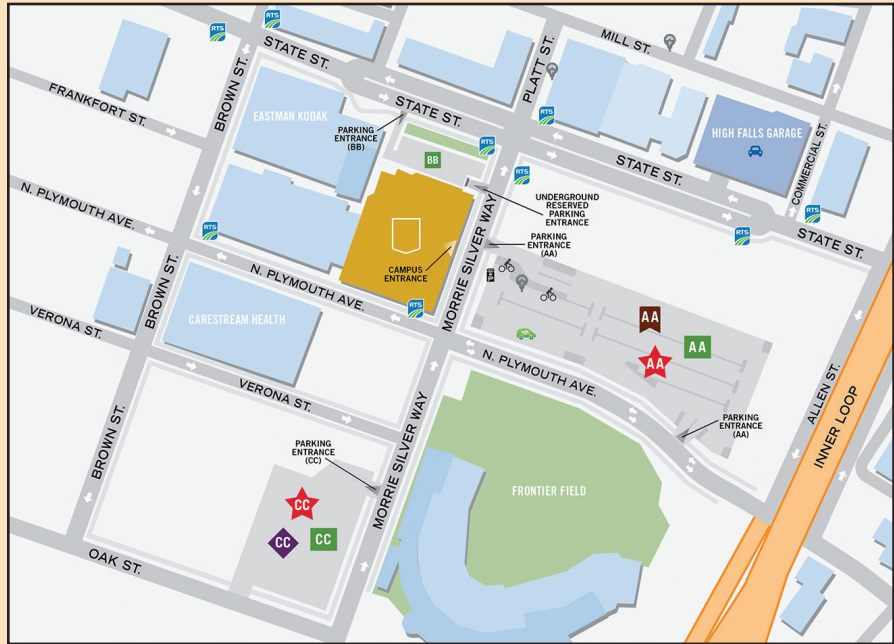 RTS
RTS
STATE ST.
MILL ST.
PLATT ST.
BROWN ST.
FRANKFORT ST.
EASTMAN KODAK
PARKING
ENTRANCE
(BB)
STATE ST.
RTS
RTS
BB
HIGH FALLS GARAGE
COMMERCIAL ST.
STATE ST.
RTS
UNDERGROUND
RESERVED
PARKING
ENTRANCE
N. PLYMOUTH AVE.
RTS
RTS
RTS
STATE ST.
PARKING
ENTRANCE
(AA)
MORRIE SILVER WAY
CAMPUS
ENTRANCE
N. PLYMOUTH AVE.
RTS
VERONA ST.
BROWN ST.
CARESTREAM HEALTH
AA
AA
AA
N. PLYMOUTH AVE.
ALLEN ST.
INNER LOOP
VERONA ST.
MORRIE SILVER WAY
PARKING
ENTRANCE
(AA)
BROWN ST.
PARKING
ENTRANCE
(CC)
FRONTIER FIELD
CC
CC
CC
OAK ST.